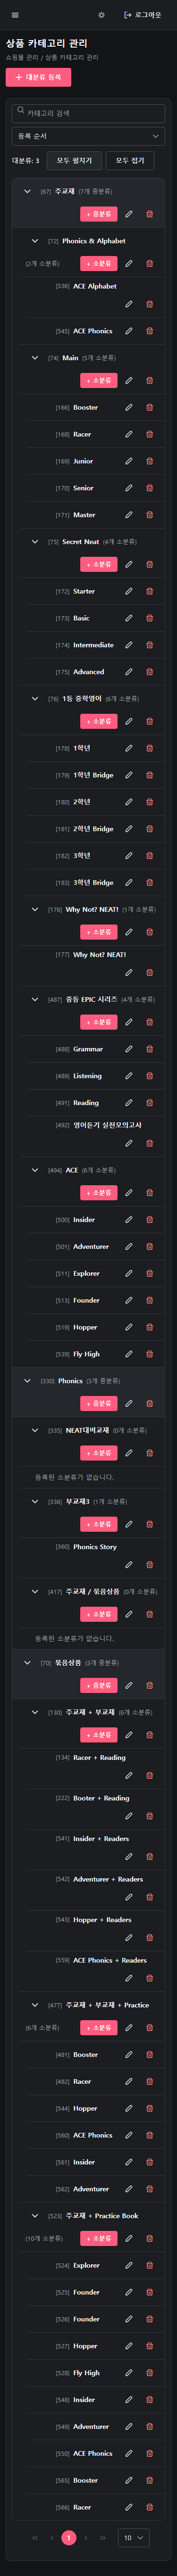 로그아웃
상품 카테고리 관리
쇼핑몰 관리 / 상품 카테고리 관리
+ 대분류 등록
카테고리 검색
등록 순서
대분류: 3 모두 펼치기 모두 접기
[67] 주교재 (7개 중분류)
+ 중분류
[72] Phonics & Alphabet
(2개 소분류) + 소분류
[536] ACE Alphabet
[545] ACE Phonics
[74] Main (5개 소분류)
+ 소분류
[166] Booster
[168] Racer
[169] Junior
[170] Senior
[171] Master
[75] Secret Neat (4개 소분류)
+ 소분류
[172] Starter
[173] Basic
[174] Intermediate
[175] Advanced
[76] 1등 중학영어 (6개 소분류)
+ 소분류
[178] 1학년
[179] 1학년 Bridge
[180] 2학년
[181] 2학년 Bridge
[182] 3학년
[183] 3학년 Bridge
[176] Why Not? NEAT! (1개 소분류)
+ 소분류
[177] Why Not? NEAT!
[487] 중등 EPIC 시리즈 (4개 소분류)
+ 소분류
[488] Grammar
[489] Listening
[491] Reading
[492] 영어듣기 실전모의고사
[494] ACE (6개 소분류)
+ 소분류
[500] Insider
[501] Adventurer
[511] Explorer
[513] Founder
[519] Hopper
[539] Fly High
[330] Phonics (3개 중분류)
+ 중분류
[335] NEAT대비교재 (0개 소분류)
+ 소분류
등록된 소분류가 없습니다.
[336] 부교재3 (1개 소분류)
+ 소분류
[360] Phonics Story
[417] 주교재 / 묶음상품 (0개 소분류)
+ 소분류
등록된 소분류가 없습니다.
[70] 묶음상품 (3개 중분류)
+ 중분류
[130] 주교재 + 부교재 (6개 소분류)
+ 소분류
[134] Racer + Reading
[222] Booter + Reading
[541] Insider + Readers
[542] Adventurer + Readers
[543] Hopper + Readers
[559] ACE Phonics + Readers
[477] 주교재 + 부교재 + Practice
(6개 소분류) + 소분류
[481] Booster
[482] Racer
[544] Hopper
[560] ACE Phonics
[561] Insider
[562] Adventurer
[523] 주교재 + Practice Book
(10개 소분류) + 소분류
[524] Explorer
[525] Founder
[526] Founder
[527] Hopper
[528] Fly High
[548] Insider
[549] Adventurer
[550] ACE Phonics
[565] Booster
[566] Racer
1 10